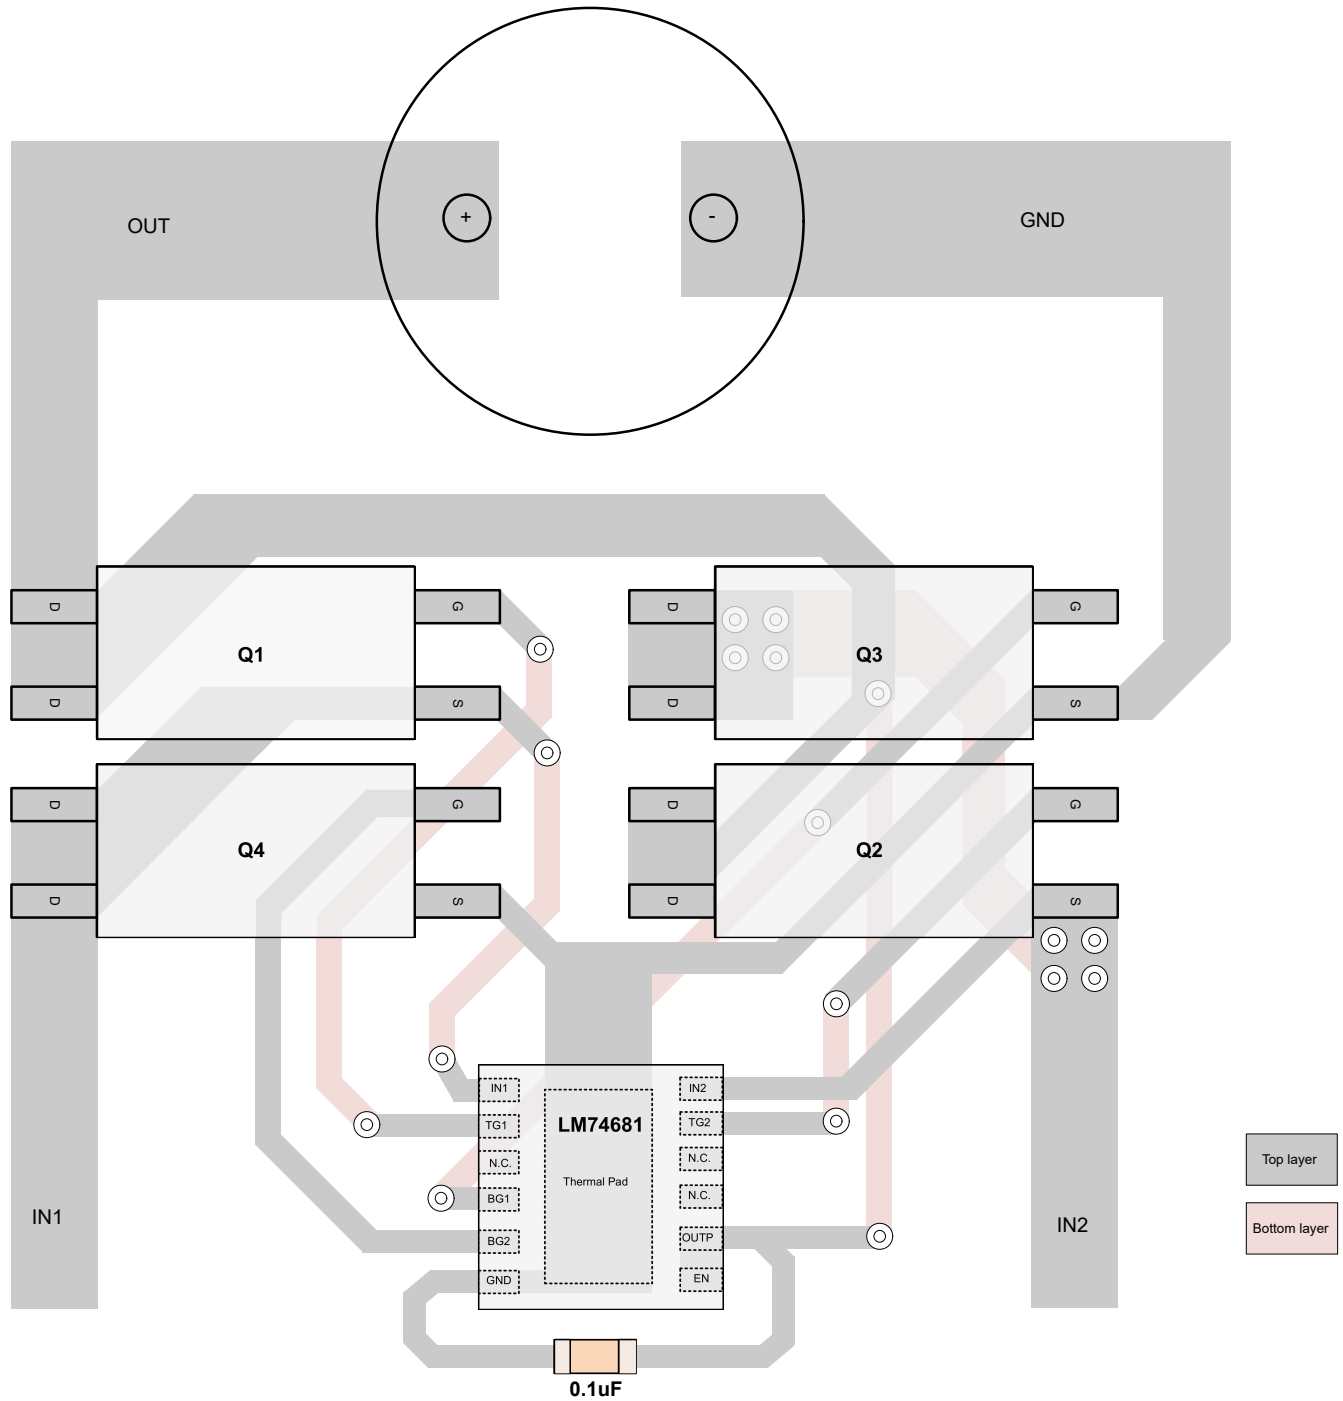 +
-
OUT
GND
D
G
D
G
Q1
Q3
D
S
D
S
D
G
D
G
Q4
Q2
D
S
D
S
IN1
IN2
TG1
LM74681
TG2
N.C.
N.C.
Thermal Pad
BG1
N.C.
BG2
OUTP
GND
EN
IN1
IN2
Top layer
Bottom layer
0.1uF